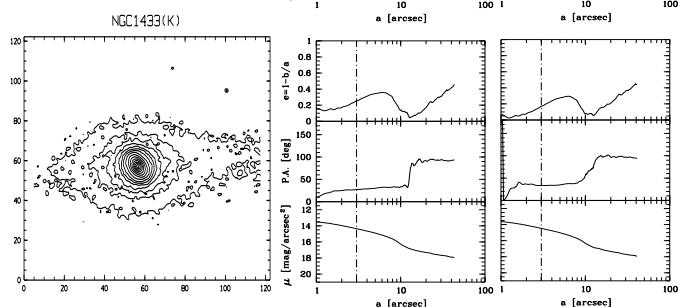 1 10 100 1 10 100
a [arcsec] a [arcsec]
NGC1433(K)
120
100
80
60
40
20
0
0 20 40 60 80 100 120
e=1-b/a
1
0.8
0.6
0.4
0.2
0
P.A. [deg]
150
100
50
0
μ [mag/arcsec²]
12
14
16
18
20
1 10 100 1 10 100
a [arcsec] a [arcsec]